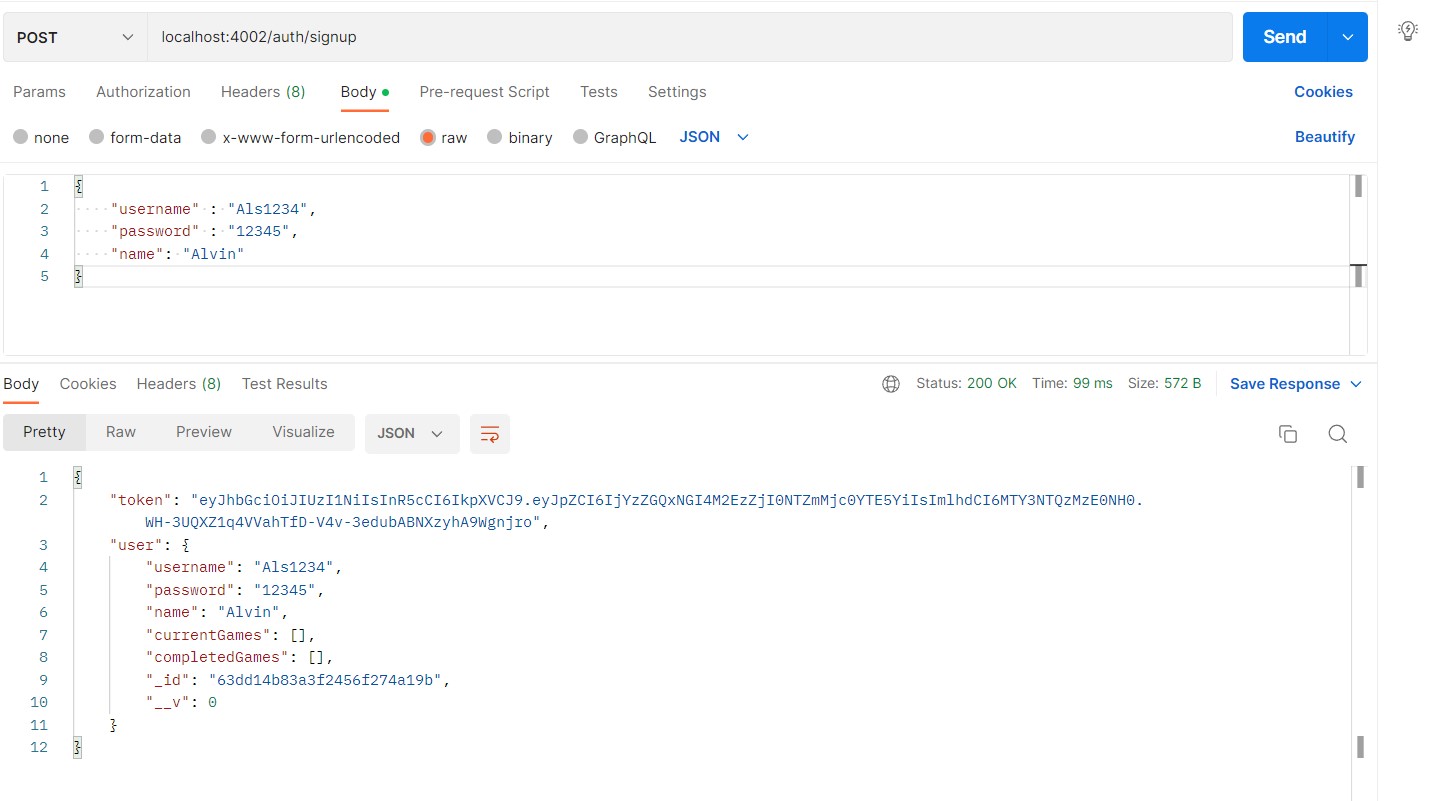 POST localhost:4002/auth/signup Send
Params Authorization Headers (8) Body Pre-request Script Tests Settings Cookies
none form-data x-www-form-urlencoded raw binary GraphQL JSON Beautify
1 {
2 "username" : "Als1234",
3 "password" : "12345",
4 "name": "Alvin"
5 }
Body Cookies Headers (8) Test Results Status: 200 OK Time: 99 ms Size: 572 B Save Response
Pretty Raw Preview Visualize JSON
1 {
2 "token": "eyJhbGciOiJIUzI1NiIsInR5cCI6IkpXVCJ9.eyJpZCI6IjYzZGQxNGI4M2EzZjI0NTZmMjc0YTE5YiIsImlhdCI6MTY3NTQzMzE0NH0.
WH-3UQXZ1q4VVahTfD-V4v-3edubABNXzyhA9Wgnjro",
3 "user": {
4 "username": "Als1234",
5 "password": "12345",
6 "name": "Alvin",
7 "currentGames": [],
8 "completedGames": [],
9 "_id": "63dd14b83a3f2456f274a19b",
10 "__v": 0
11 }
12 }